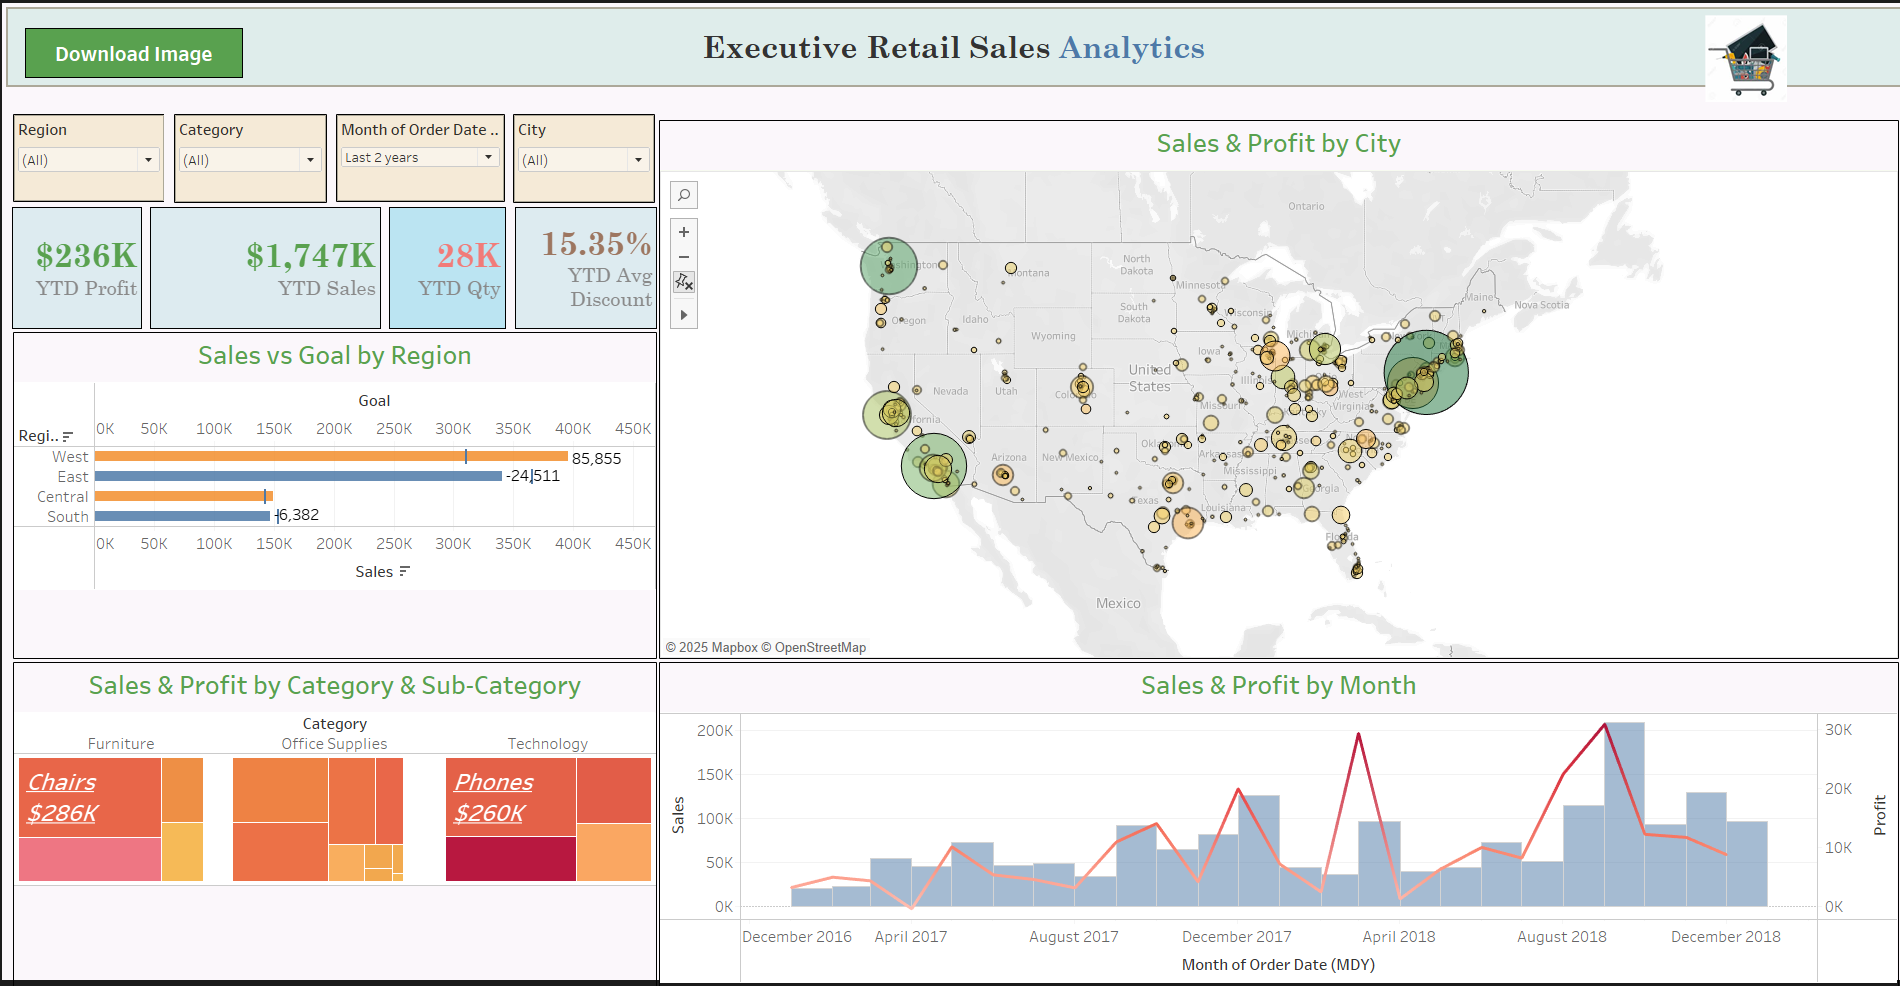 Download Image
Executive Retail Sales Analytics
Region
(All)
Category
(All)
Month of Order Date ..
Last 2 years
City
(All)
$236K
YTD Profit
$1,747K
YTD Sales
28K
YTD Qty
15.35%
YTD Avg
Discount
Sales vs Goal by Region
Goal
0K 50K 100K 150K 200K 250K 300K 350K 400K 450K
Regi..
West 85,855
East -24,511
Central
South -6,382
0K 50K 100K 150K 200K 250K 300K 350K 400K 450K
Sales
Sales & Profit by City
Ontario
Montana
North
Dakota
Minnesota
Maine
Nova Scotia
South
Dakota
Wisconsin
Oregon
Idaho
Wyoming
Iowa
United
States
Nevada
Utah
West
Virginia
Missouri
Arizona
New Mexico
Mississippi
Texas
Georgia
Louisiana
Florida
Mexico
© 2025 Mapbox © OpenStreetMap
Sales & Profit by Category & Sub-Category
Category
Furniture Office Supplies Technology
Chairs
$286K
Phones
$260K
Sales & Profit by Month
Sales
200K
150K
100K
50K
0K
30K
20K
10K
0K
Profit
December 2016 April 2017 August 2017 December 2017 April 2018 August 2018 December 2018
Month of Order Date (MDY)